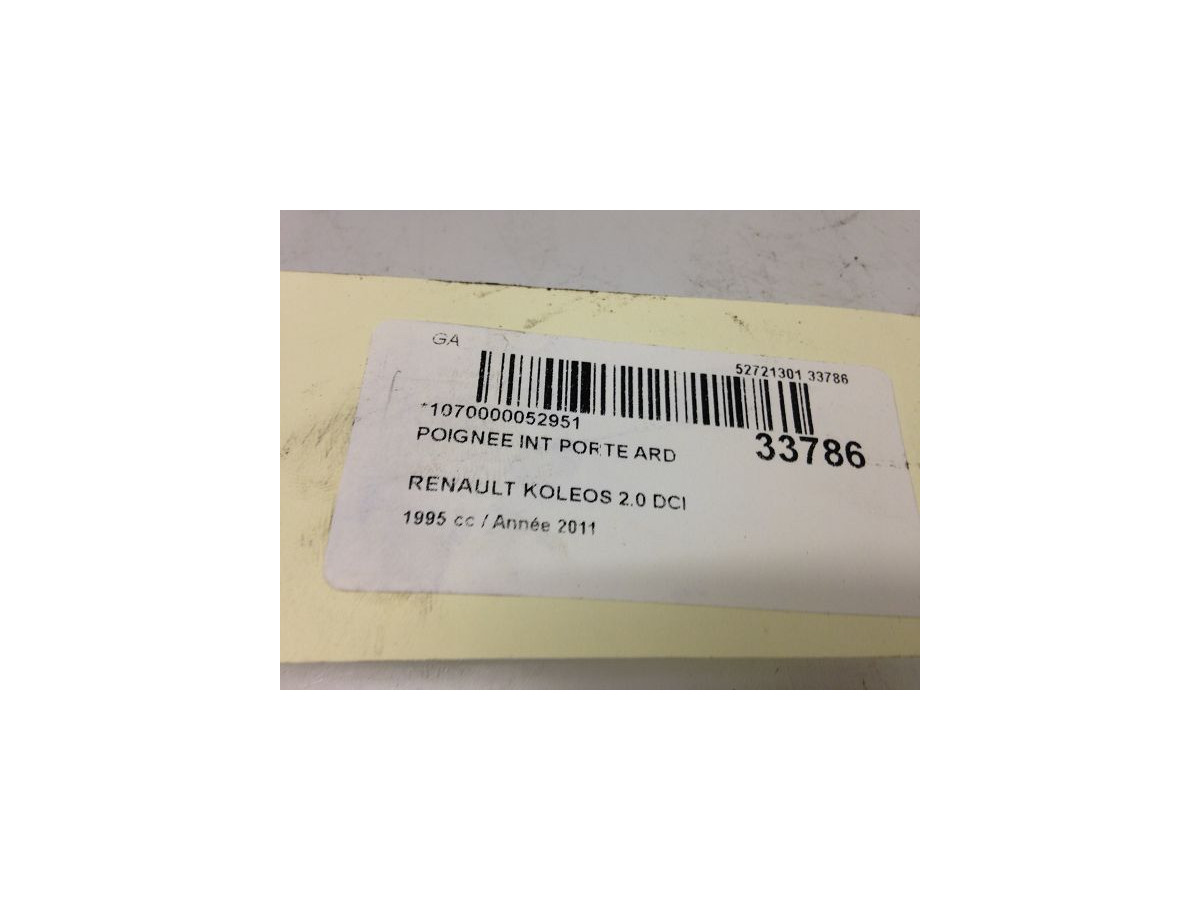 GA
52721301 33786
*1070000052951
33786
POIGNEE INT PORTE ARD
RENAULT KOLEOS 2.0 DCI
1995 cc / Année 2011